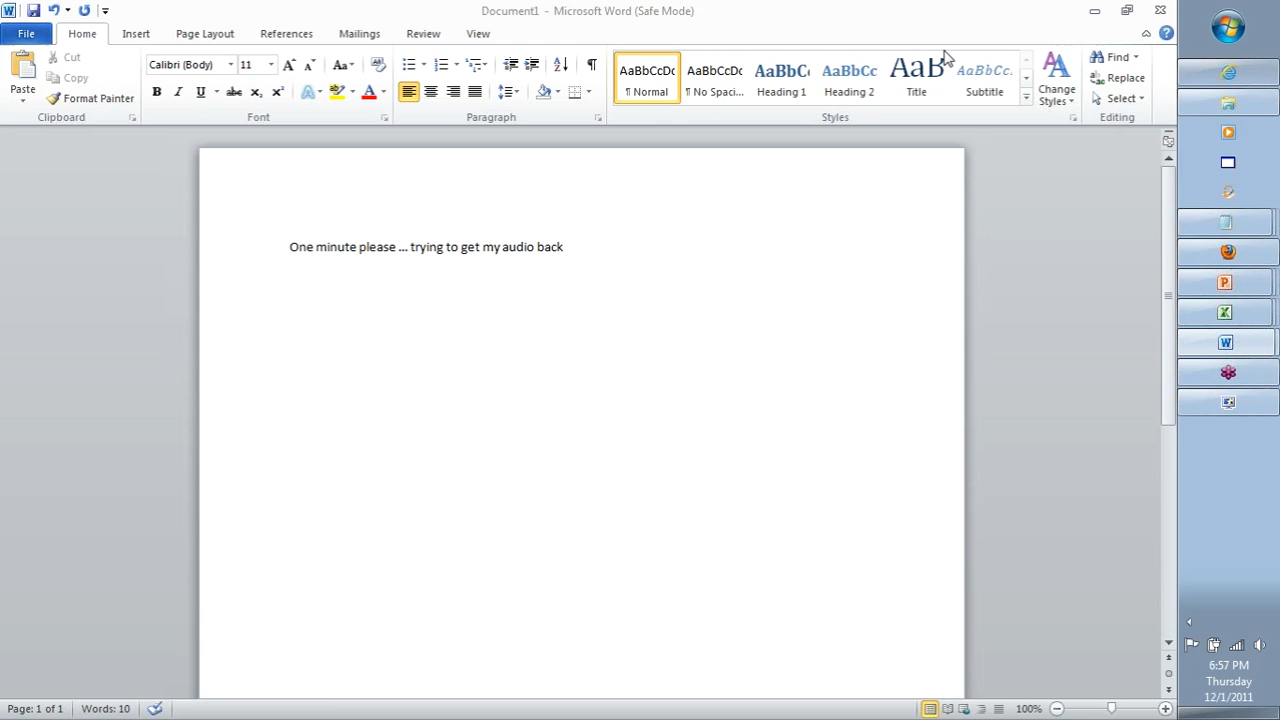 Document1 - Microsoft Word (Safe Mode)
File Home Insert Page Layout References Mailings Review View
Cut
Copy
Format Painter
Paste
Clipboard
Calibri (Body) 11
Font
Paragraph
AaBbCcDc AaBbCcDc AaBbC AaBbCc AaB AaBbCc.
¶ Normal ¶ No Spaci... Heading 1 Heading 2 Title Subtitle
Styles
Change Styles
Find
Replace
Select
Editing
One minute please ... trying to get my audio back
Page: 1 of 1 Words: 10 100%
6:57 PM
Thursday
12/1/2011